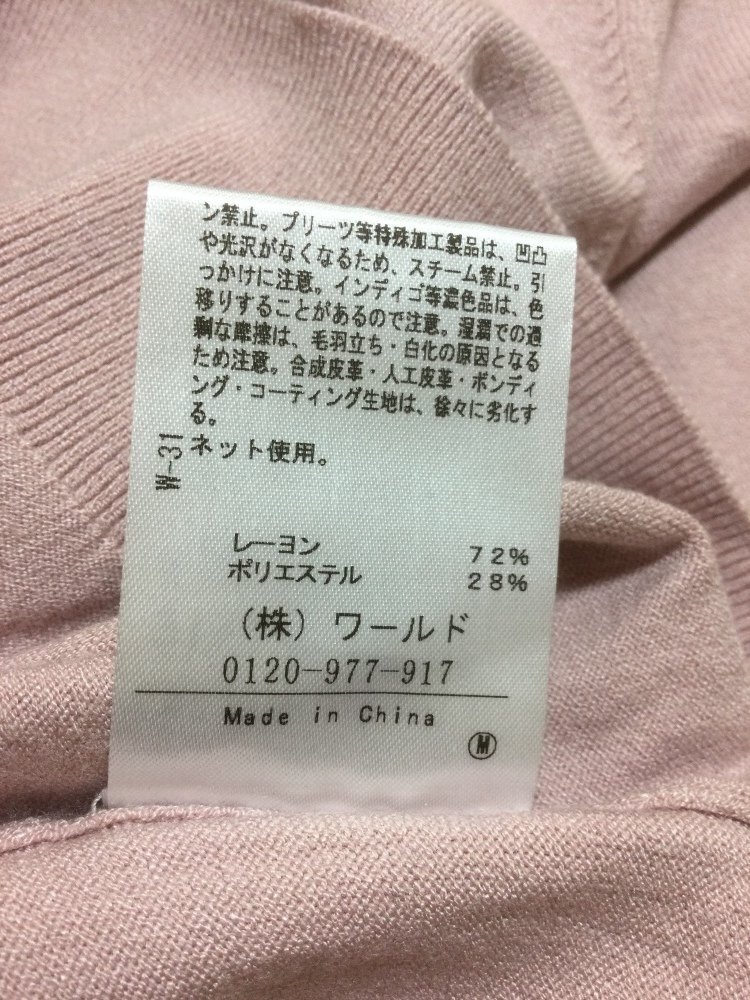 ン禁止。プリーツ等特殊加工製品は、凹凸
や光沢がなくなるため、スチーム禁止。引
っかけに注意。インディゴ等濃色品は、色
移りすることがあるので注意。湿潤での過
剰な摩擦は、毛羽立ち・白化の原因となる
ため注意。合成皮革・人工皮革・ボンディ
ング・コーティング生地は、徐々に劣化す
る。
ネット使用。
W-31
レーヨン 72%
ポリエステル 28%
(株)ワールド
0120-977-917
Made in China
M